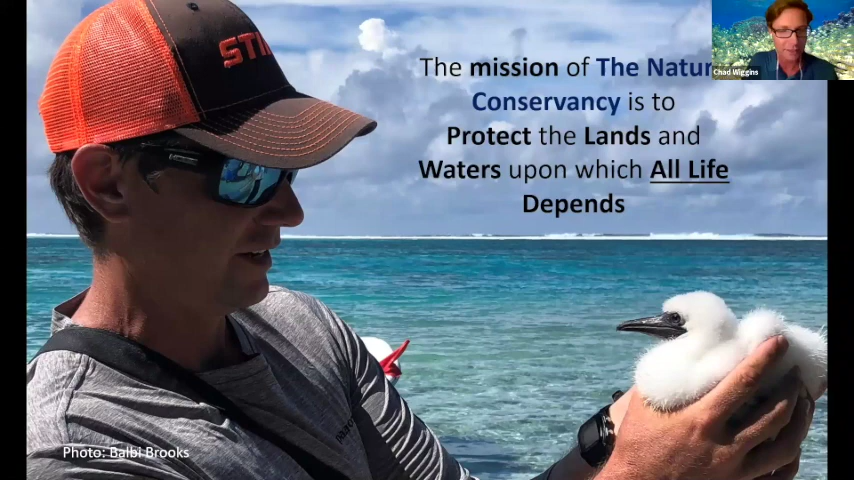 The mission of The Natur
Conservancy is to
Protect the Lands and
Waters upon which All Life
Depends
Chad Wiggins
Photo: Balbi Brooks